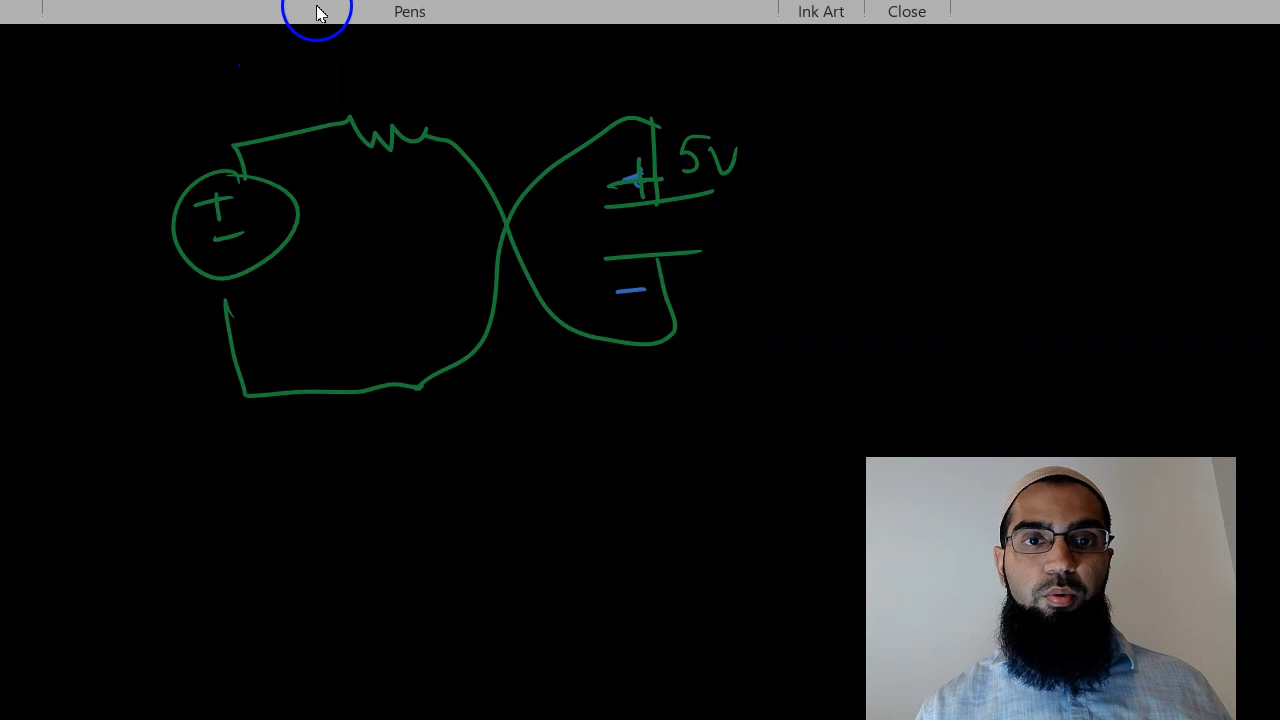 Pens Ink Art Close
+ 5V
+
−
−